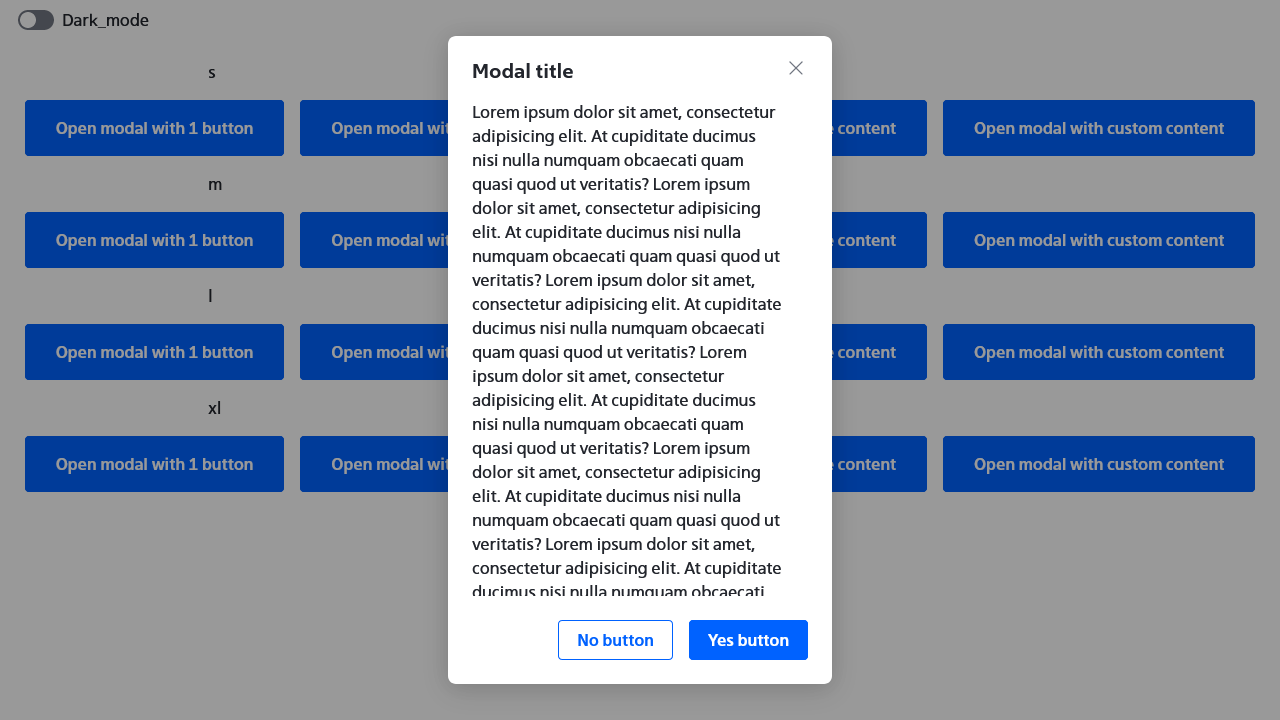 Dark_mode
s
Open modal with 1 button
Open modal
content
Open modal with custom content
m
Open modal with 1 button
Open modal
content
Open modal with custom content
l
Open modal with 1 button
Open modal
content
Open modal with custom content
xl
Open modal with 1 button
Open modal
content
Open modal with custom content
Modal title
Lorem ipsum dolor sit amet, consectetur
adipisicing elit. At cupiditate ducimus
nisi nulla numquam obcaecati quam
quasi quod ut veritatis? Lorem ipsum
dolor sit amet, consectetur adipisicing
elit. At cupiditate ducimus nisi nulla
numquam obcaecati quam quasi quod ut
veritatis? Lorem ipsum dolor sit amet,
consectetur adipisicing elit. At cupiditate
ducimus nisi nulla numquam obcaecati
quam quasi quod ut veritatis? Lorem
ipsum dolor sit amet, consectetur
adipisicing elit. At cupiditate ducimus
nisi nulla numquam obcaecati quam
quasi quod ut veritatis? Lorem ipsum
dolor sit amet, consectetur adipisicing
elit. At cupiditate ducimus nisi nulla
numquam obcaecati quam quasi quod ut
veritatis? Lorem ipsum dolor sit amet,
consectetur adipisicing elit. At cupiditate
ducimus nisi nulla numquam obcaecati
No button
Yes button